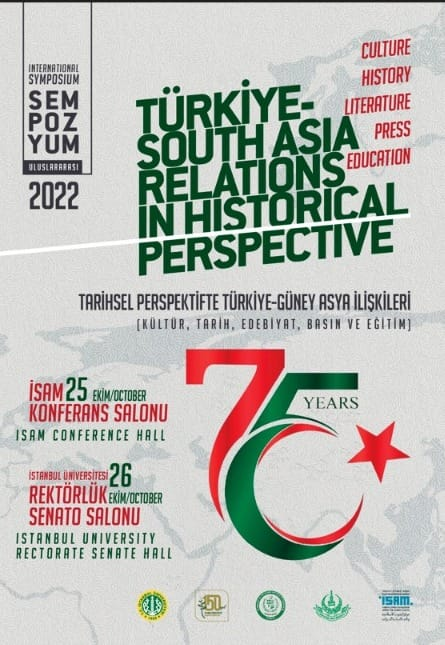 INTERNATIONAL
SYMPOSIUM
SEM
POZ
YUM
ULUSLARARASI
2022
CULTURE
HISTORY
LITERATURE
PRESS
EDUCATION
TÜRKİYE-
SOUTH ASIA
RELATIONS
IN HISTORICAL
PERSPECTIVE
TARİHSEL PERSPEKTİFTE TÜRKİYE-GÜNEY ASYA İLİŞKİLERİ
[KÜLTÜR, TARİH, EDEBİYAT, BASIN VE EĞİTİM]
75
YEARS
İSAM 25 EKİM/OCTOBER
KONFERANS SALONU
ISAM CONFERENCE HALL
İSTANBUL ÜNİVERSİTESİ 26
REKTÖRLÜK EKİM/OCTOBER
SENATO SALONU
ISTANBUL UNIVERSITY
RECTORATE SENATE HALL
150
İSAM